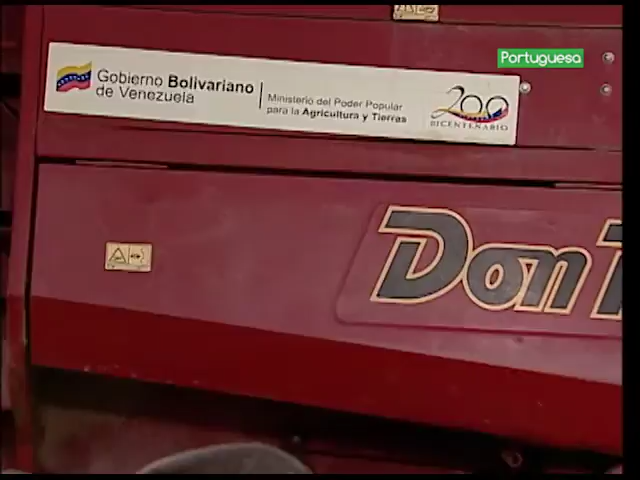 Portuguesa
Gobierno Bolivariano
de Venezuela
Ministerio del Poder Popular
para la Agricultura y Tierras
200
BICENTENARIO
Don